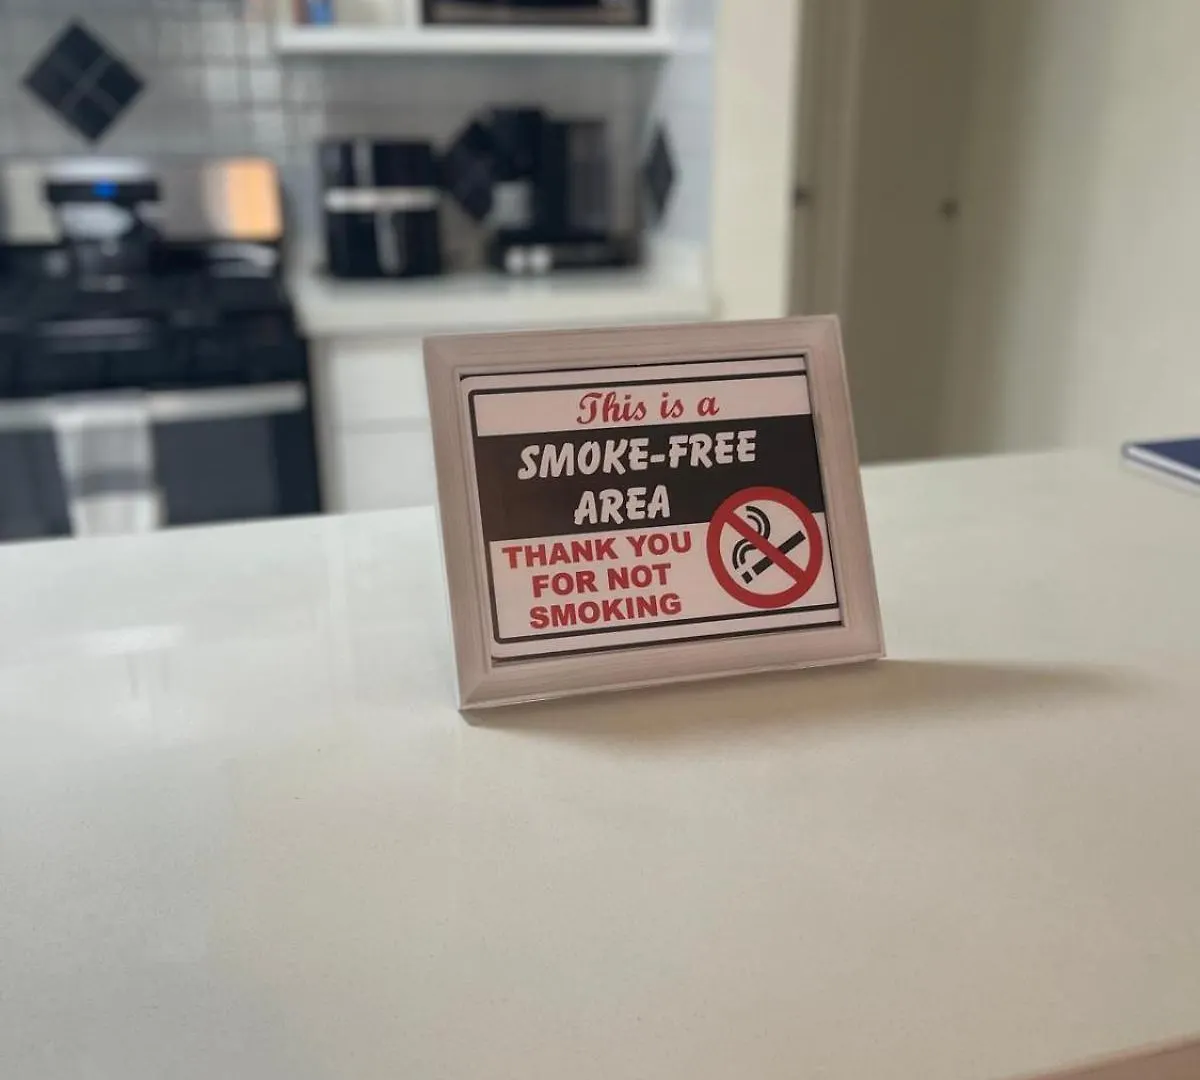 This is a
SMOKE-FREE
AREA
THANK YOU
FOR NOT
SMOKING